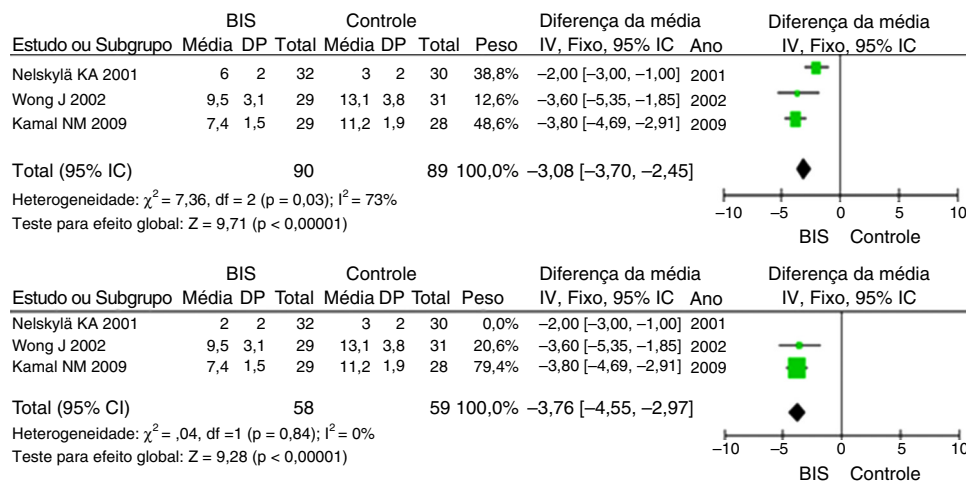 BIS Controle Diferença da média Diferença da média
Estudo ou Subgrupo Média DP Total Média DP Total Peso IV, Fixo, 95% IC Ano IV, Fixo, 95% IC
Nelskylä KA 2001 6 2 32 3 2 30 38,8% −2,00 [−3,00, −1,00] 2001
Wong J 2002 9,5 3,1 29 13,1 3,8 31 12,6% −3,60 [−5,35, −1,85] 2002
Kamal NM 2009 7,4 1,5 29 11,2 1,9 28 48,6% −3,80 [−4,69, −2,91] 2009
Total (95% IC) 90 89 100,0% −3,08 [−3,70, −2,45]
Heterogeneidade: χ² = 7,36, df = 2 (p = 0,03); I² = 73%
Teste para efeito global: Z = 9,71 (p < 0,00001)
−10 −5 0 5 10
BIS Controle
BIS Controle Diferença da média Diferença da média
Estudo ou Subgrupo Média DP Total Média DP Total Peso IV, Fixo, 95% IC Ano IV, Fixo, 95% IC
Nelskylä KA 2001 2 2 32 3 2 30 0,0% −2,00 [−3,00, −1,00] 2001
Wong J 2002 9,5 3,1 29 13,1 3,8 31 20,6% −3,60 [−5,35, −1,85] 2002
Kamal NM 2009 7,4 1,5 29 11,2 1,9 28 79,4% −3,80 [−4,69, −2,91] 2009
Total (95% CI) 58 59 100,0% −3,76 [−4,55, −2,97]
Heterogeneidade: χ² = ,04, df =1 (p = 0,84); I² = 0%
Teste para efeito global: Z = 9,28 (p < 0,00001)
−10 −5 0 5 10
BIS Controle